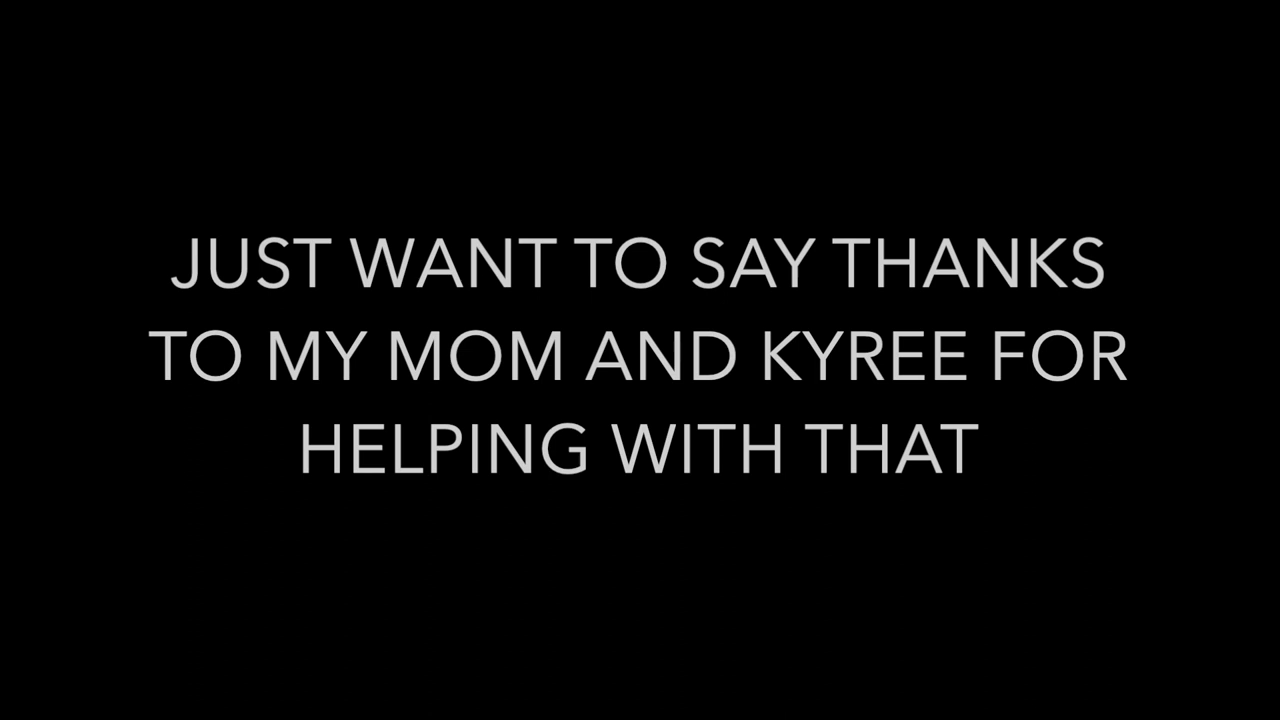 JUST WANT TO SAY THANKS
TO MY MOM AND KYREE FOR
HELPING WITH THAT